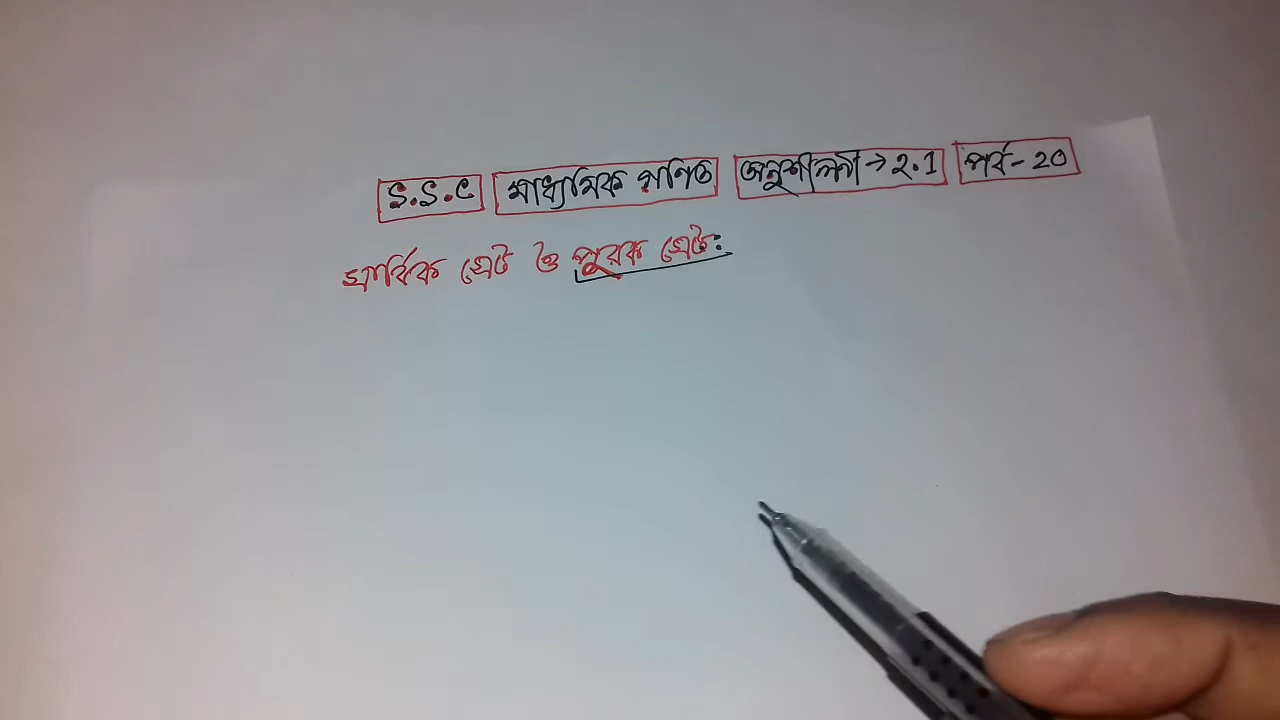 S.S.C মাধ্যমিক গণিত অনুশীলনী → ২.1 পর্ব - 20
সার্বিক সেট ও পূরক সেট: